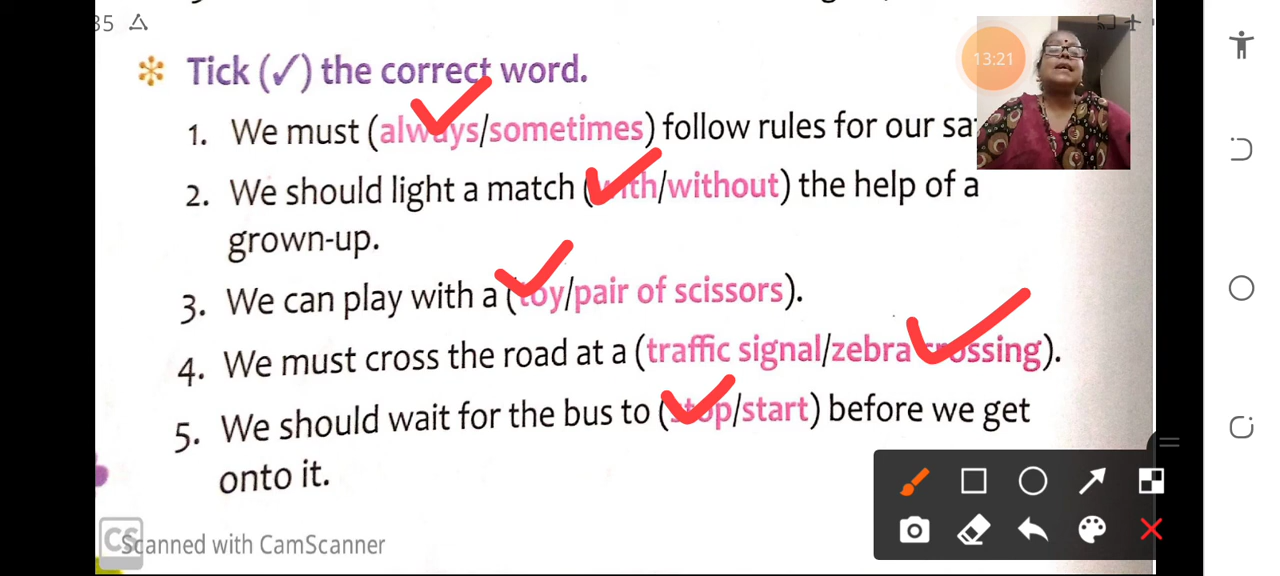 35
13:21
Tick (✓) the correct word.
1. We must (always/sometimes) follow rules for our
2. We should light a match (with/without) the help of a
grown-up.
3. We can play with a (toy/pair of scissors).
4. We must cross the road at a (traffic signal/zebra crossing).
5. We should wait for the bus to (stop/start) before we get
onto it.
CS
Scanned with CamScanner